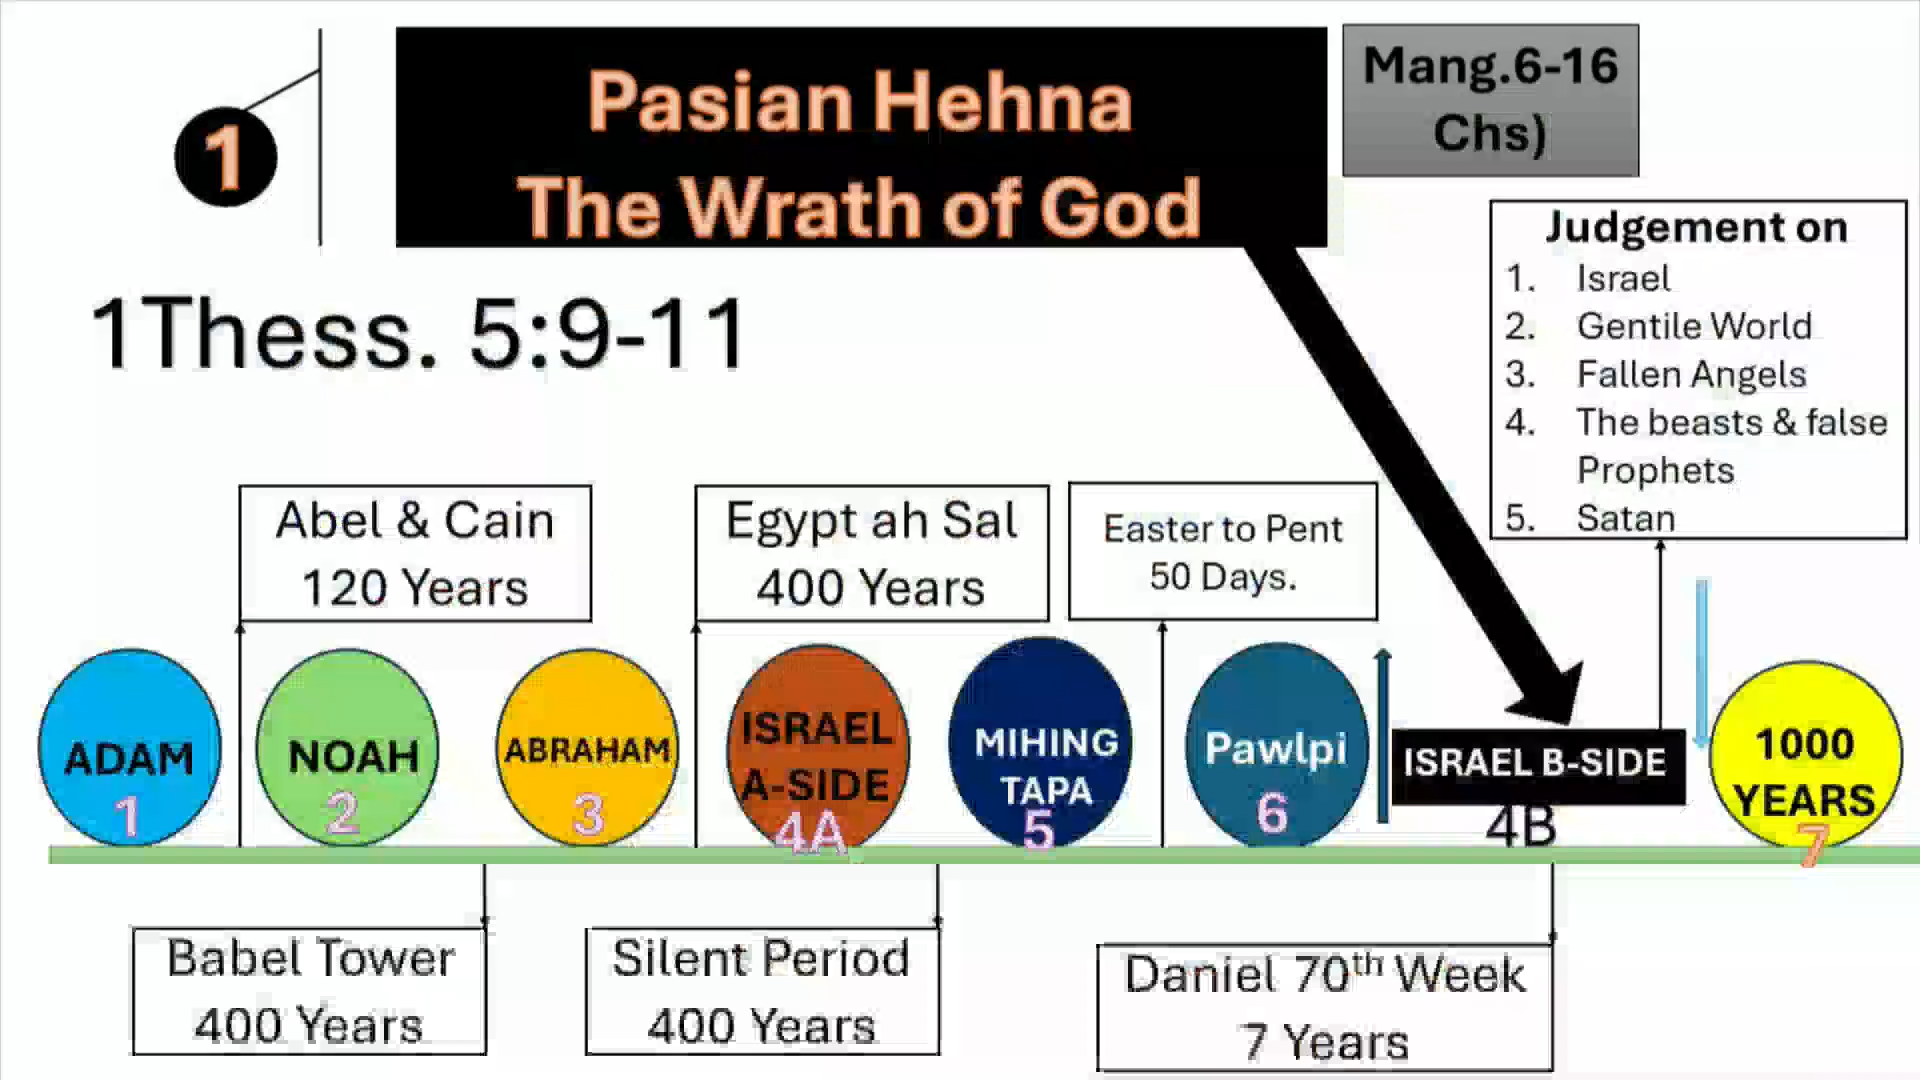 1
Pasian Hehna
The Wrath of God
Mang.6-16
Chs)
1Thess. 5:9-11
Judgement on
1. Israel
2. Gentile World
3. Fallen Angels
4. The beasts & false
Prophets
5. Satan
Abel & Cain
120 Years
Egypt ah Sal
400 Years
Easter to Pent
50 Days.
ADAM
1
NOAH
2
ABRAHAM
3
ISRAEL
A-SIDE
4A
MIHING
TAPA
5
Pawlpi
6
ISRAEL B-SIDE
4B
1000
YEARS
7
Babel Tower
400 Years
Silent Period
400 Years
Daniel 70th Week
7 Years